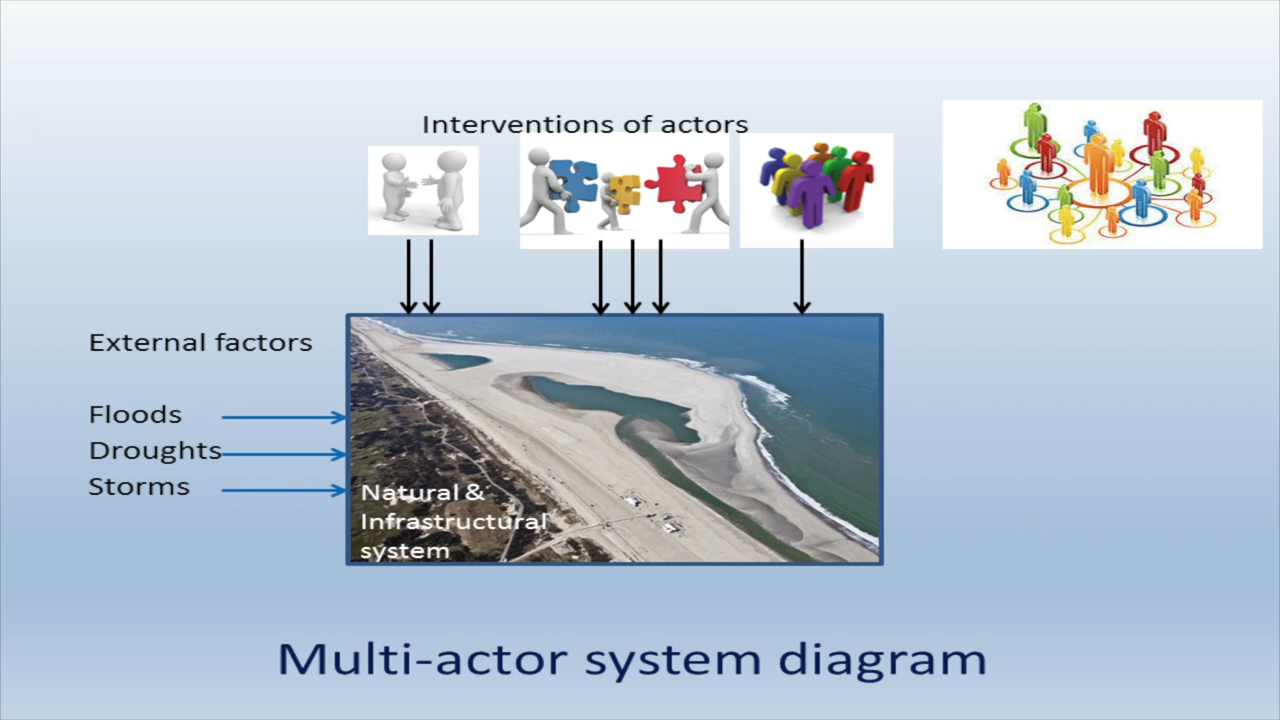 Interventions of actors
External factors
Floods
Droughts
Storms
Natural &
Infrastructural
system
Multi-actor system diagram